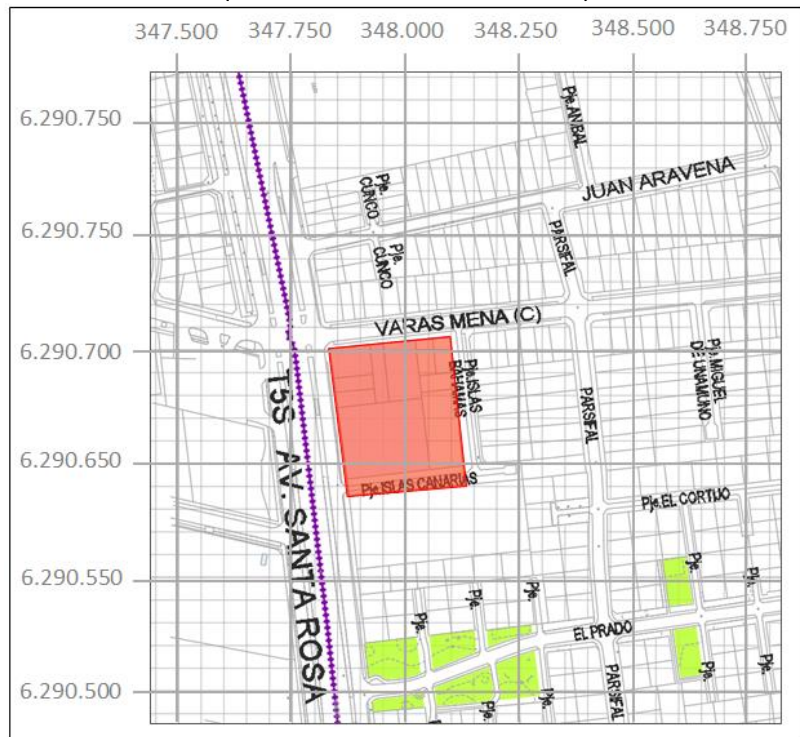 347.500 347.750 348.000 348.250 348.500 348.750
6.290.750
6.290.750
6.290.700
6.290.650
6.290.550
6.290.500
Pje. ANIBAL
JUAN ARAVENA
Pje.
CUNCO
PARSIFAL
Pje.
CUNCO
VARAS MENA (C)
Pje. ISLAS
BAHAMAS
Pje. MIGUEL
DE UNAMUNO
PARSIFAL
T5S AV. SANTA ROSA
Pje. ISLAS CANARIAS
Pje. EL CORTIJO
Pje.
Pje.
Pje.
Pje.
Pje.
EL PRADO
PARSIFAL
Pje.
Pje.
Pje.
Pje.